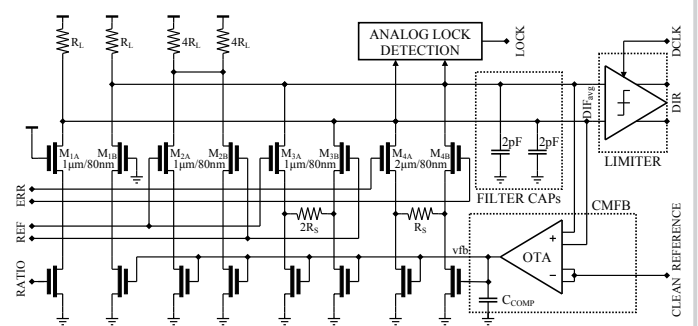 R_L
R_L
4R_L
4R_L
ANALOG LOCK
DETECTION
LOCK
DCLK
DIF_avg
DIR
LIMITER
2pF
2pF
FILTER CAPs
M_1A
1μm/80nm
M_1B
M_2A
1μm/80nm
M_2B
M_3A
1μm/80nm
M_3B
M_4A
2μm/80nm
M_4B
ERR
REF
2R_S
R_S
RATIO
vfb
CMFB
+
OTA
−
C_COMP
CLEAN REFERENCE